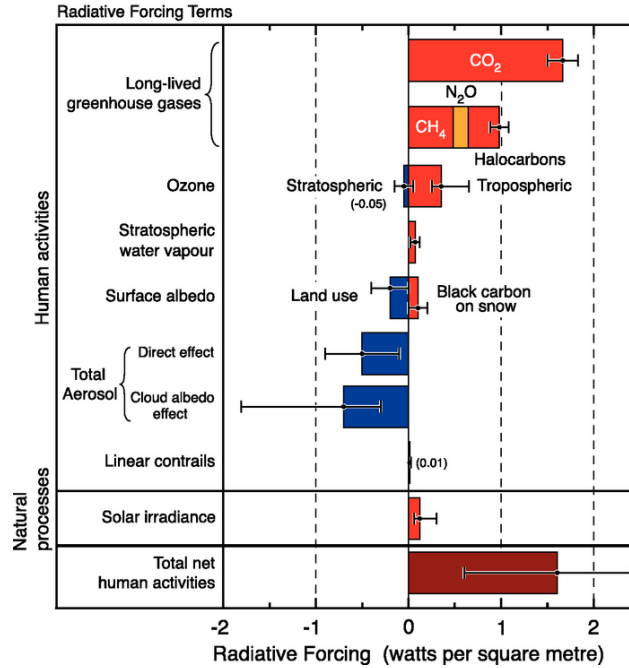 Radiative Forcing Terms
Long-lived
greenhouse gases
CO2
N2O
CH4
Halocarbons
Ozone
Stratospheric
(-0.05)
Tropospheric
Stratospheric
water vapour
Human activities
Surface albedo
Land use
Black carbon
on snow
Total
Aerosol
Direct effect
Cloud albedo
effect
Linear contrails
(0.01)
Natural
processes
Solar irradiance
Total net
human activities
-2 -1 0 1 2
Radiative Forcing (watts per square metre)